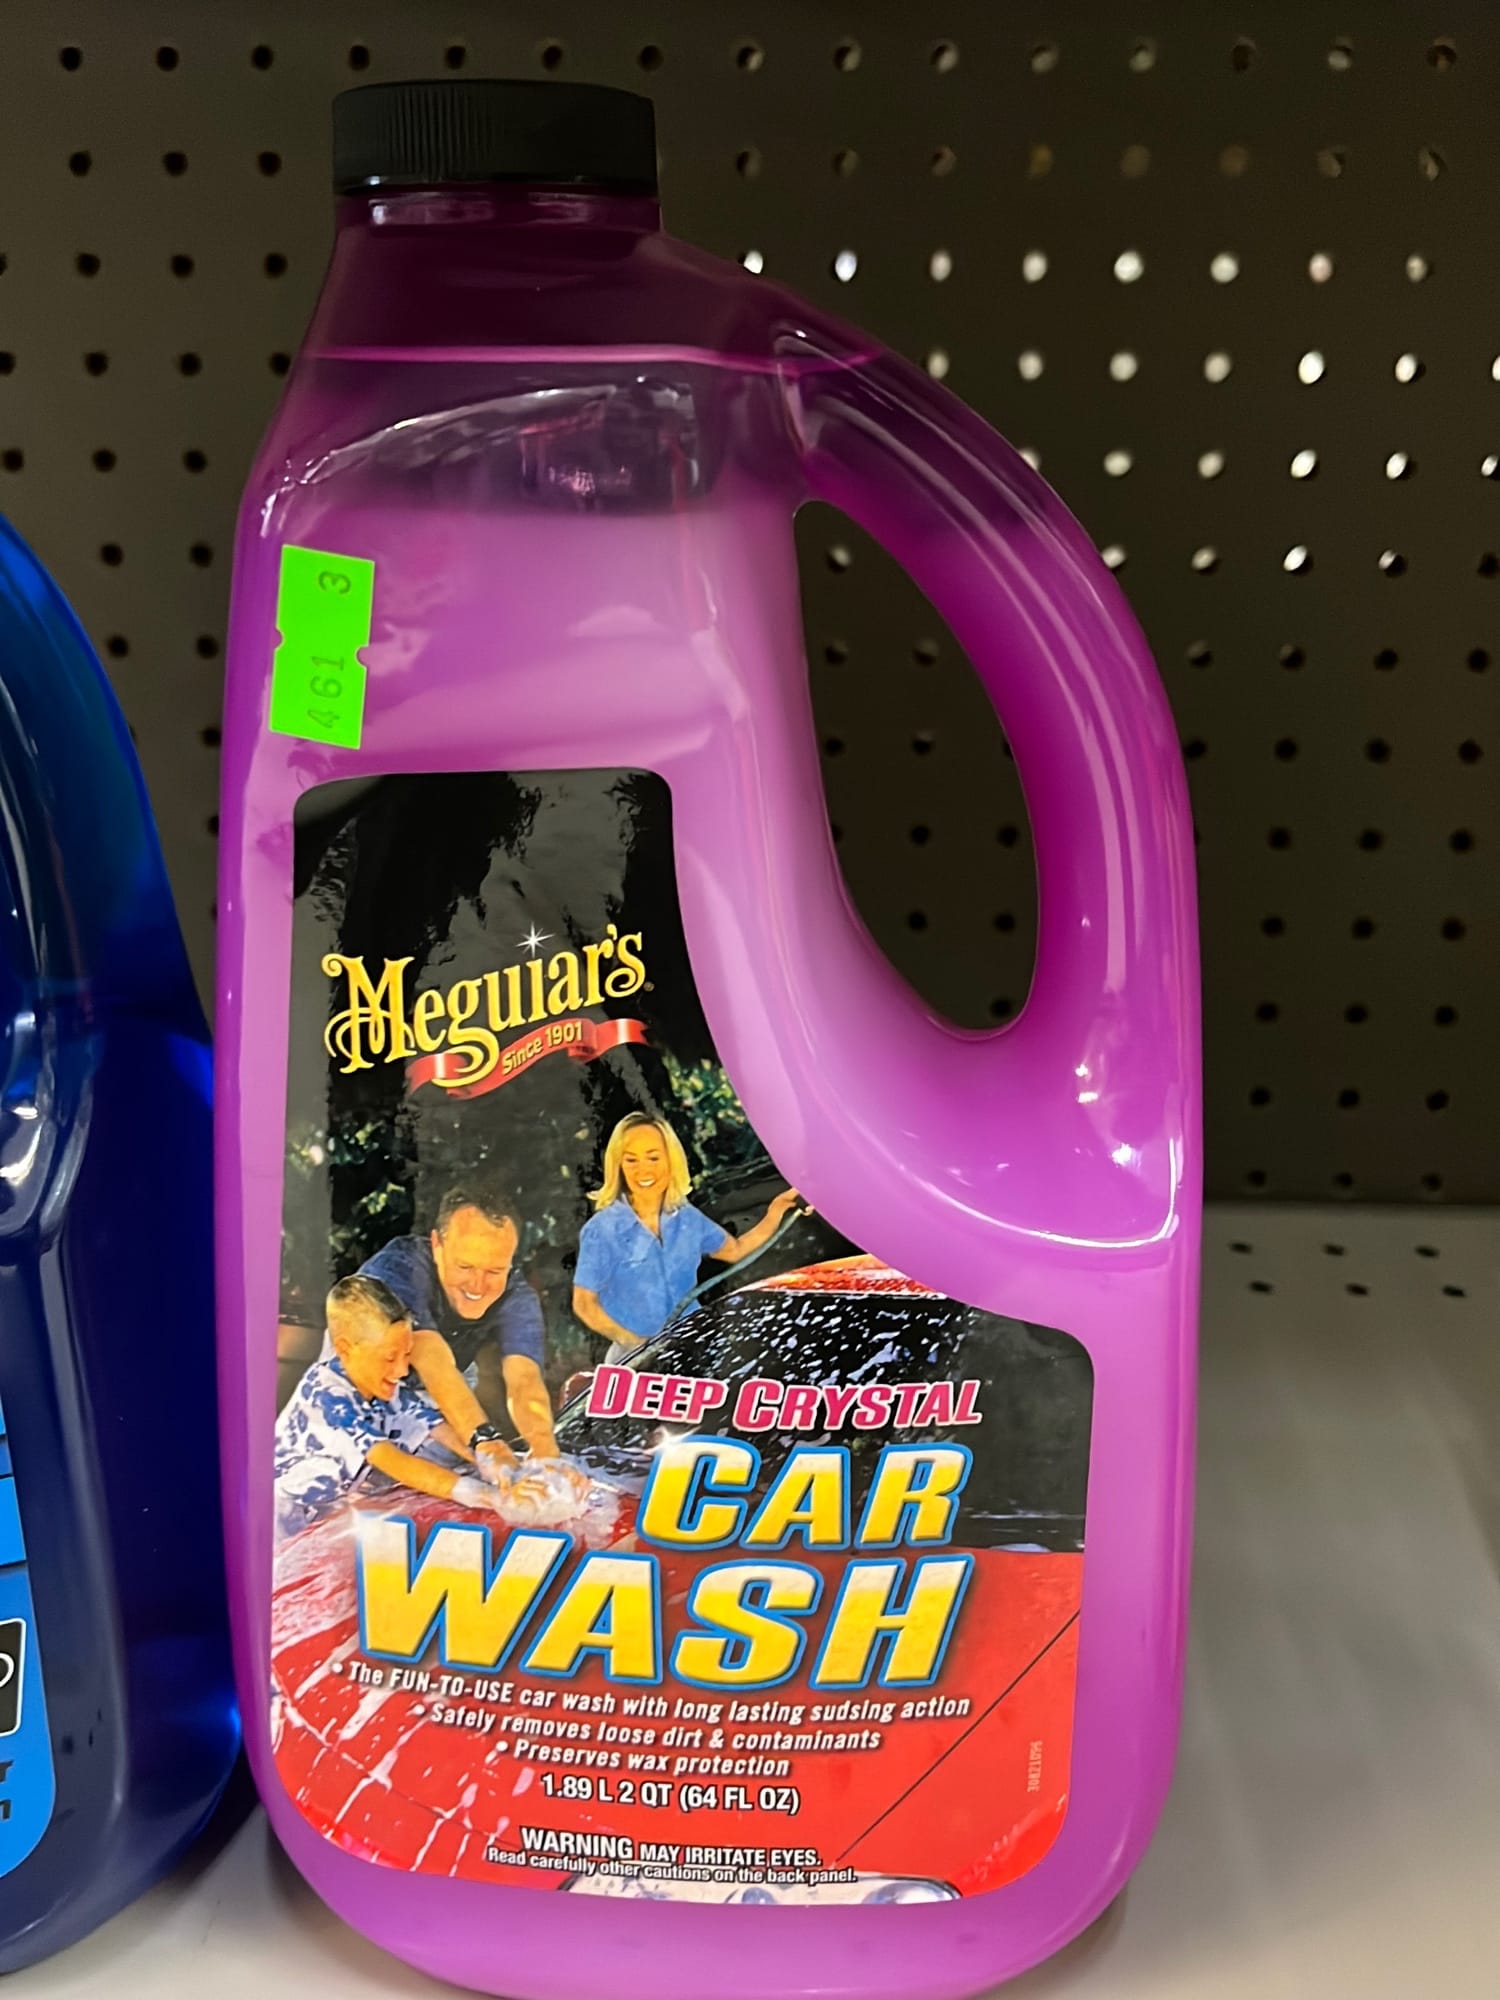 461 3
Meguiar's
Since 1901
DEEP CRYSTAL
CAR
WASH
• The FUN-TO-USE car wash with long lasting sudsing action
• Safely removes loose dirt & contaminants
• Preserves wax protection
1.89 L 2 QT (64 FL OZ)
WARNING MAY IRRITATE EYES.
Read carefully other cautions on the back panel.